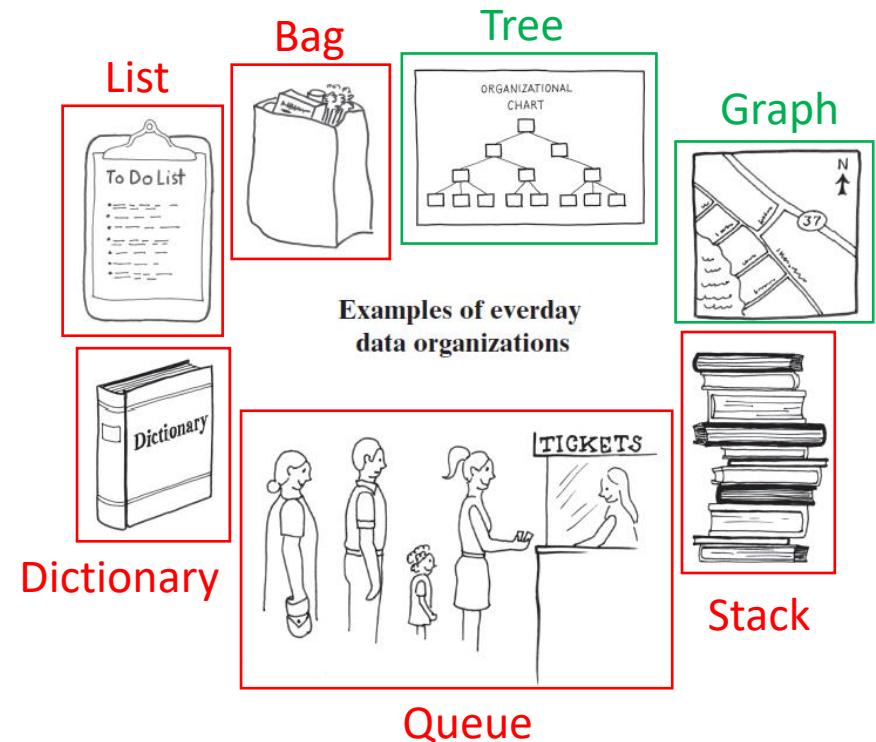 Bag
Tree
List
Graph
ORGANIZATIONAL
CHART
To Do List
N
37
Examples of everday
data organizations
Dictionary
TICKETS
Dictionary
Stack
Queue